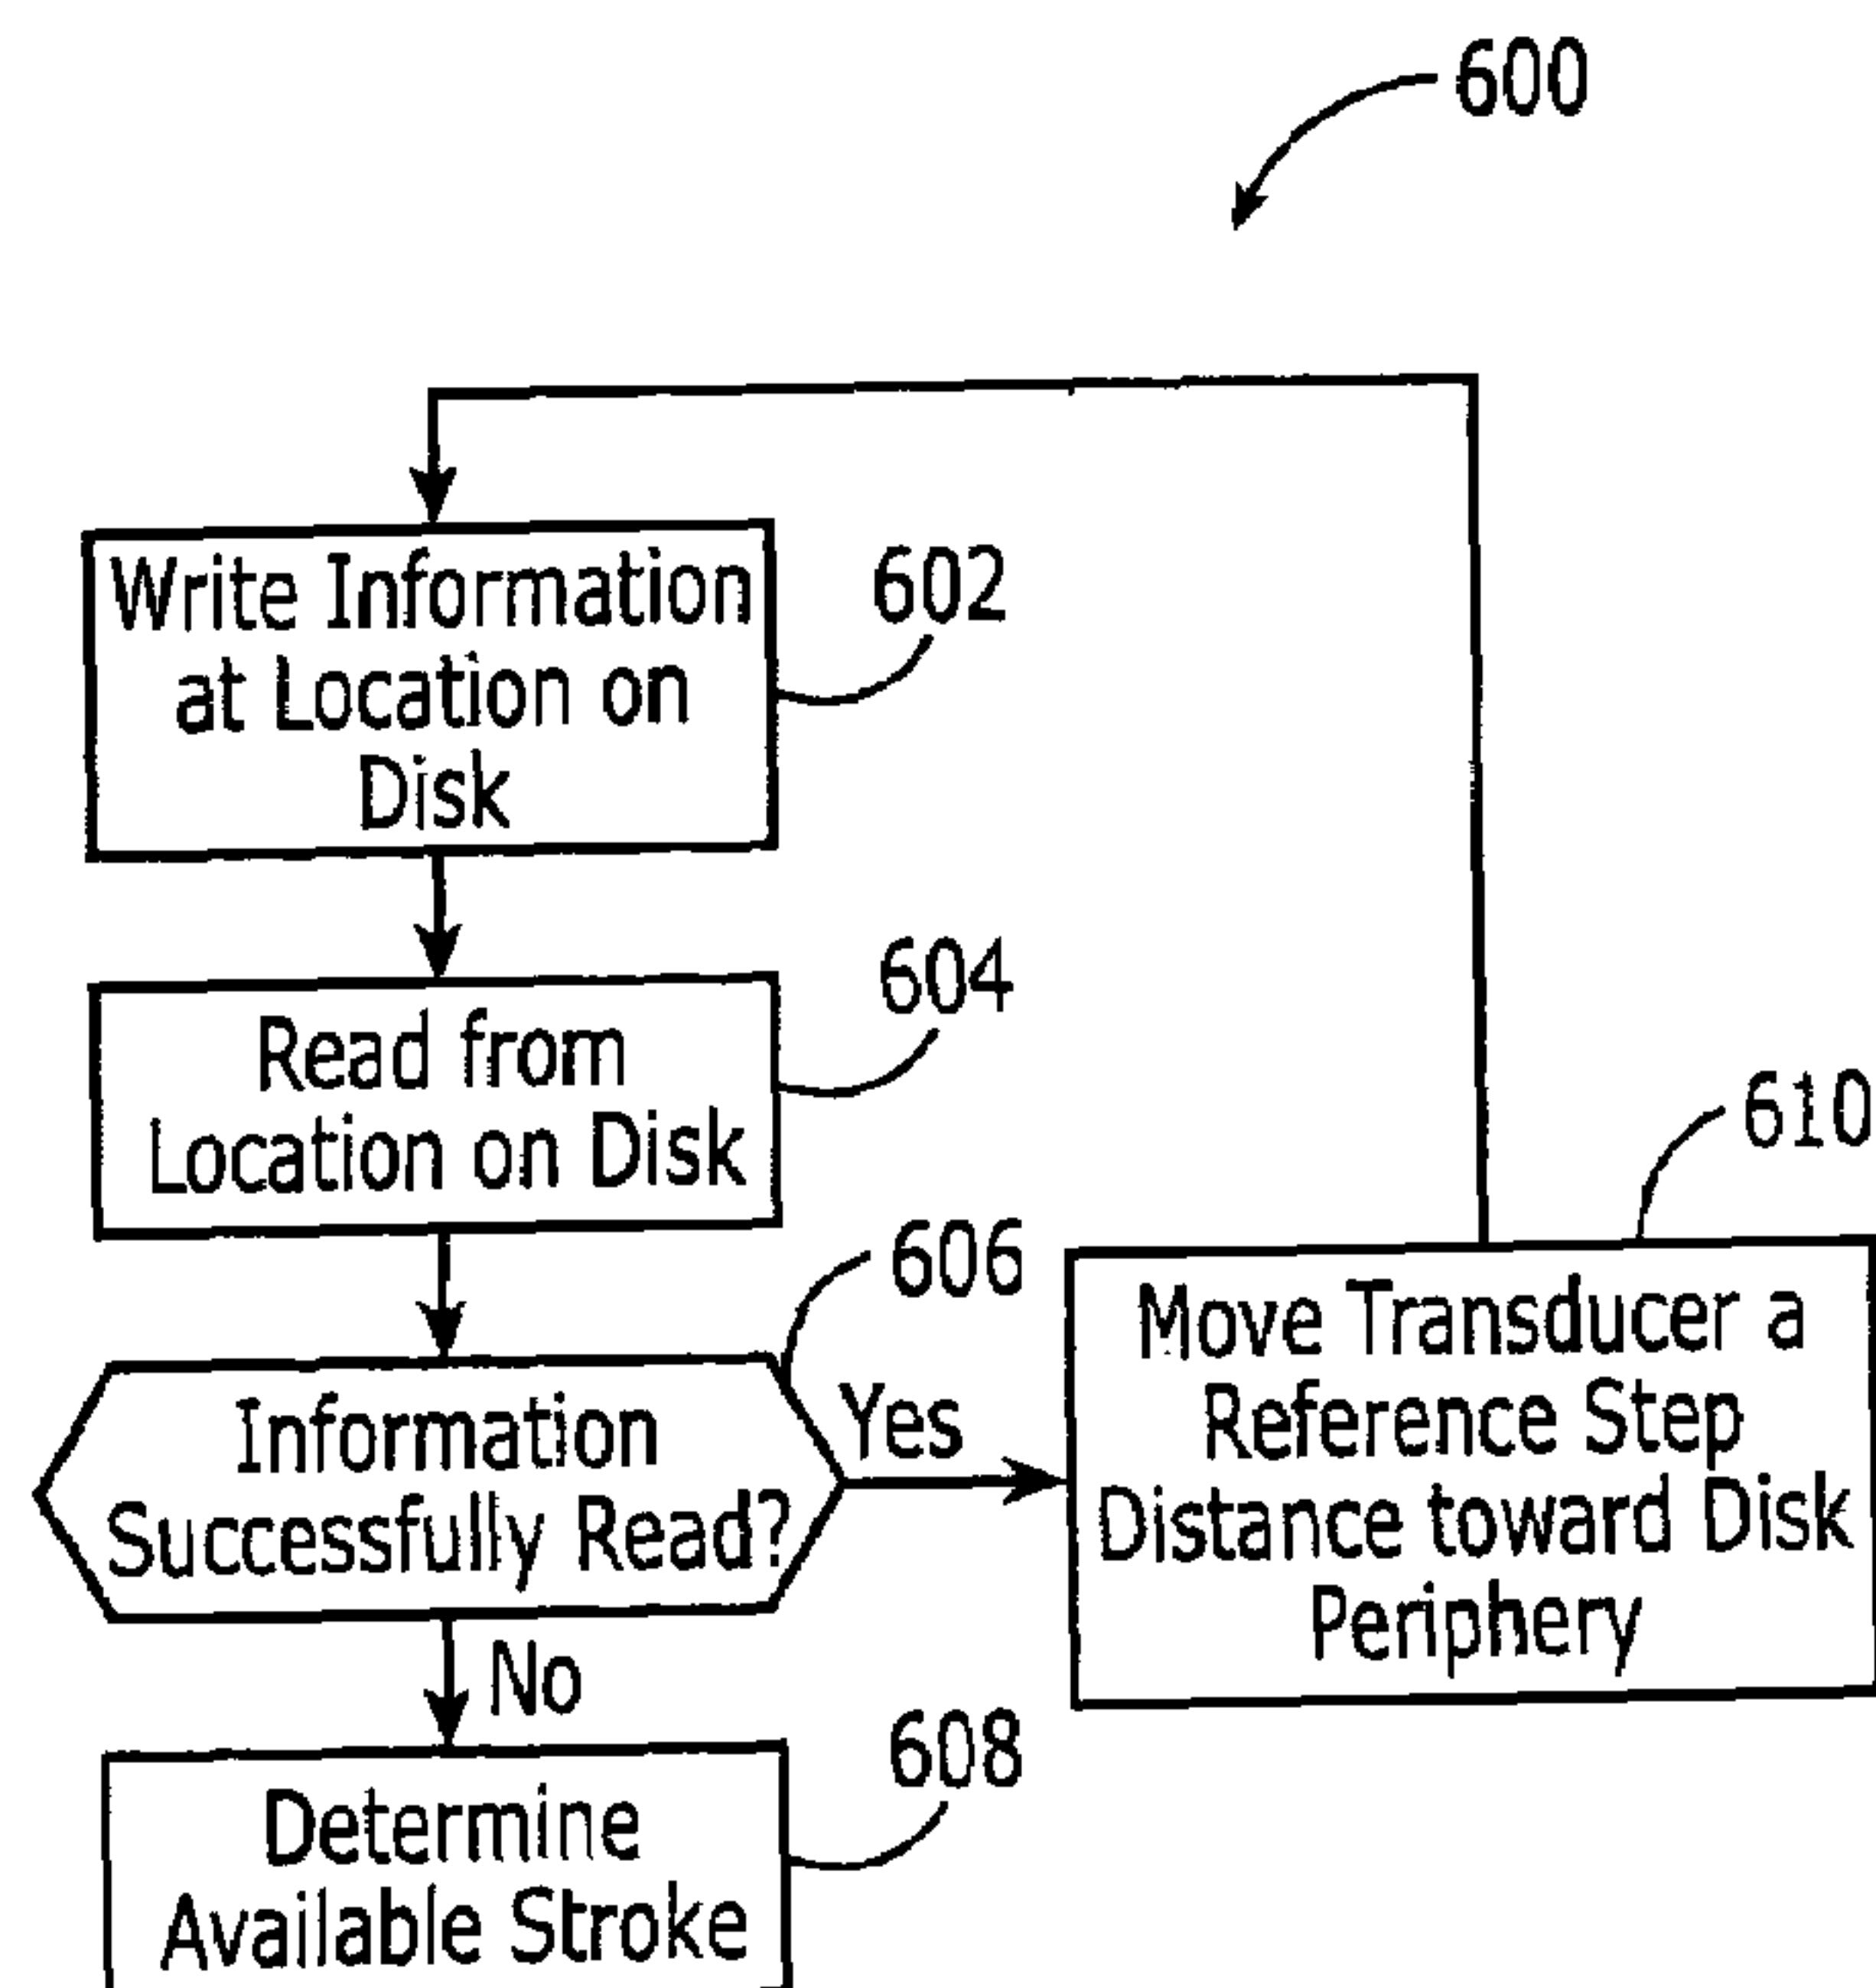 600
Write Information
at Location on
Disk
602
Read from
Location on Disk
604
606
Information
Successfully Read?
Yes
610
Move Transducer a
Reference Step
Distance toward Disk
Periphery
No
608
Determine
Available Stroke